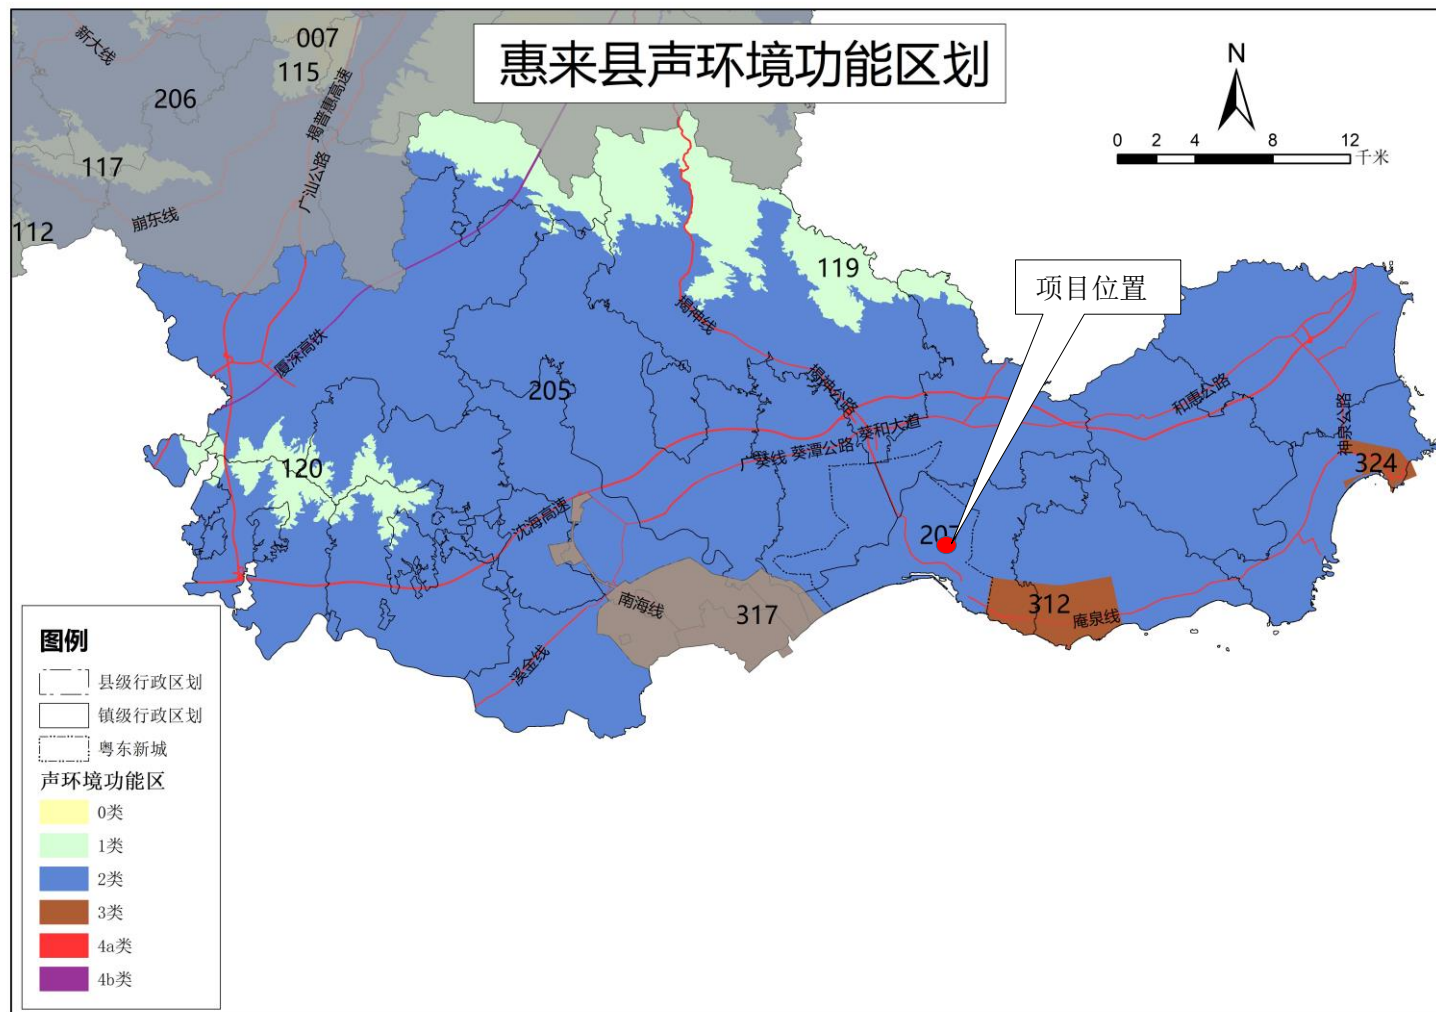 惠来县声环境功能区划
N
0 2 4 8 12
千米
新大线
007
115
206
揭普惠高速
117
广汕公路
崩东线
112
119
项目位置
揭神线
厦深高铁
205
揭神公路
和惠公路
神泉公路
葵和大道
广葵线 葵潭公路
120
324
沈海高速
207
312
南海线
317
庵泉线
溪金线
图例
县级行政区划
镇级行政区划
粤东新城
声环境功能区
0类
1类
2类
3类
4a类
4b类